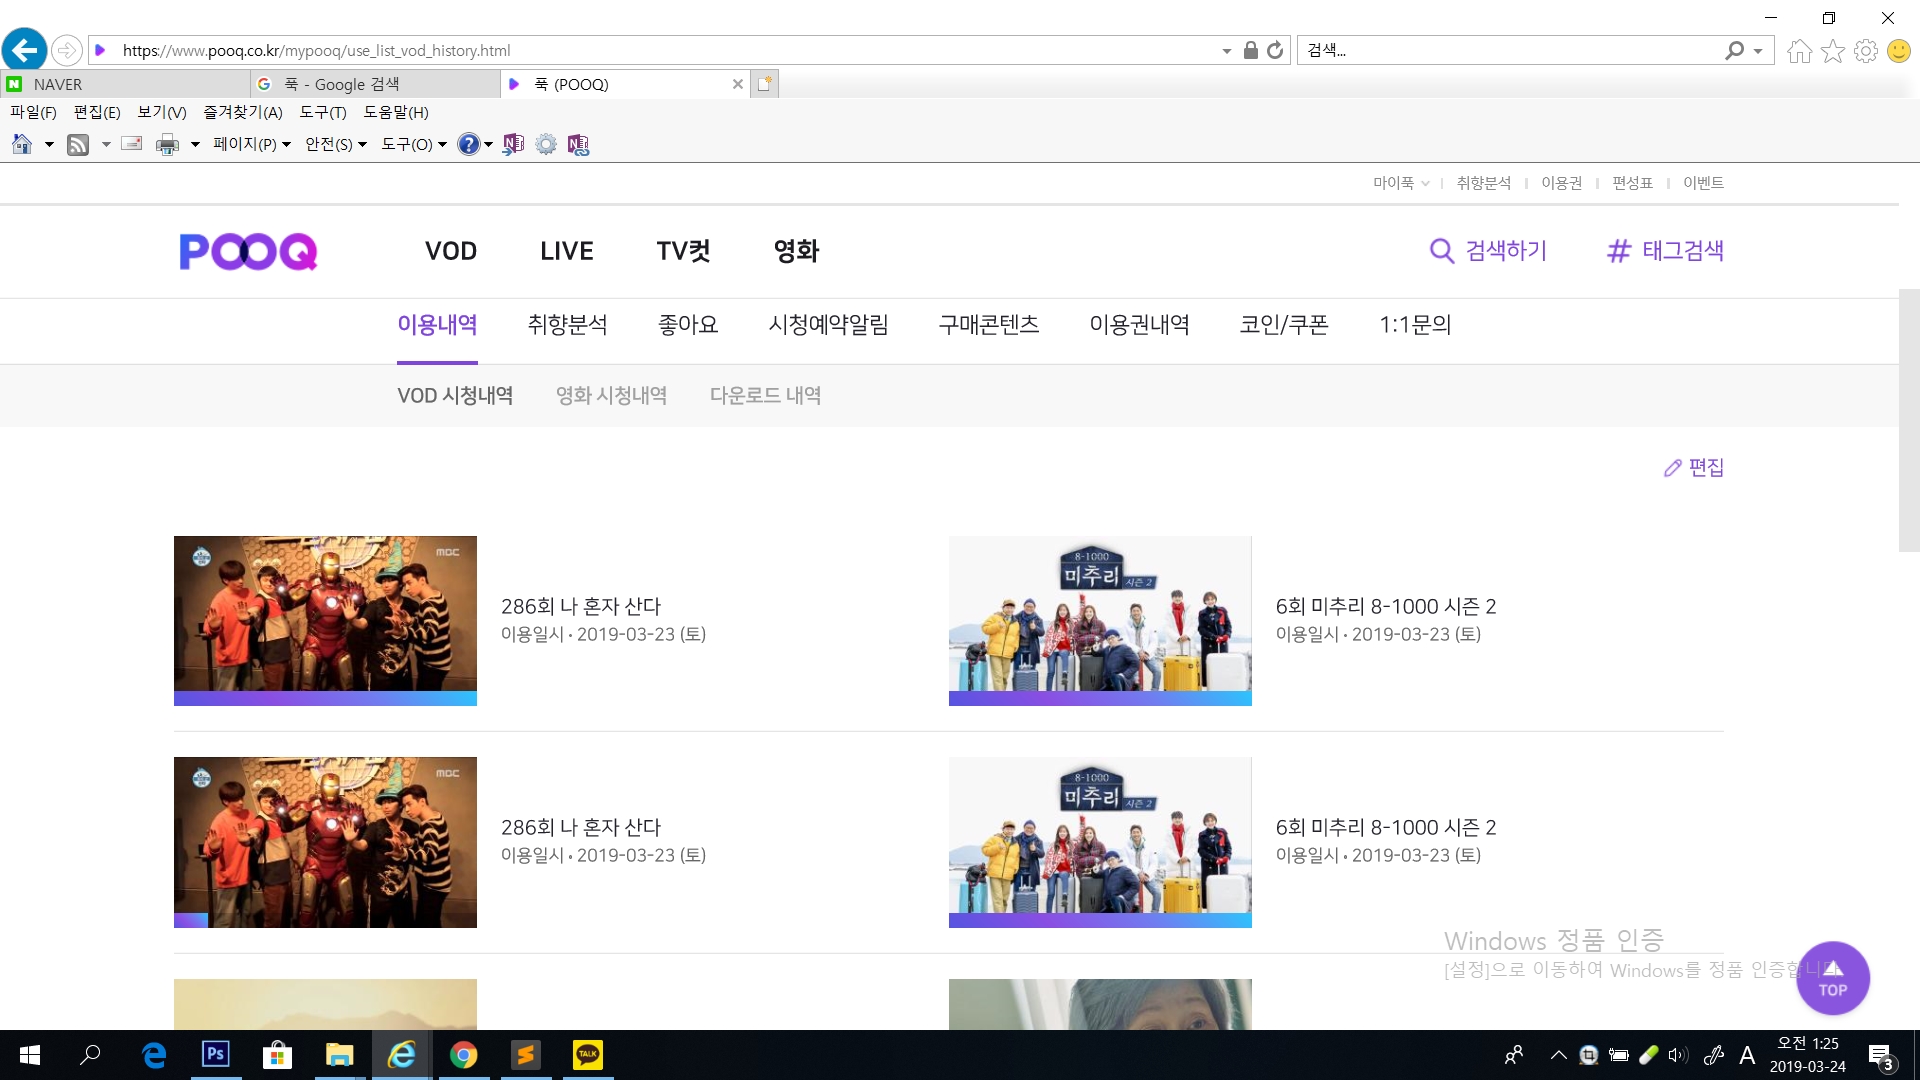 https://www.pooq.co.kr/mypooq/use_list_vod_history.html
검색...
NAVER
푹 - Google 검색
푹 (POOQ)
파일(F) 편집(E) 보기(V) 즐겨찾기(A) 도구(T) 도움말(H)
페이지(P) 안전(S) 도구(O)
마이푹 취향분석 이용권 편성표 이벤트
POOQ VOD LIVE TV컷 영화 검색하기 # 태그검색
이용내역 취향분석 좋아요 시청예약알림 구매콘텐츠 이용권내역 코인/쿠폰 1:1문의
VOD 시청내역 영화 시청내역 다운로드 내역
편집
mbc
8-1000
미추리 시즌 2
286회 나 혼자 산다
이용일시 • 2019-03-23 (토)
6회 미추리 8-1000 시즌 2
이용일시 • 2019-03-23 (토)
mbc
8-1000
미추리 시즌 2
286회 나 혼자 산다
이용일시 • 2019-03-23 (토)
6회 미추리 8-1000 시즌 2
이용일시 • 2019-03-23 (토)
Windows 정품 인증
[설정]으로 이동하여 Windows를 정품 인증합니다.
TOP
Ps
TALK
A
오전 1:25
2019-03-24
3